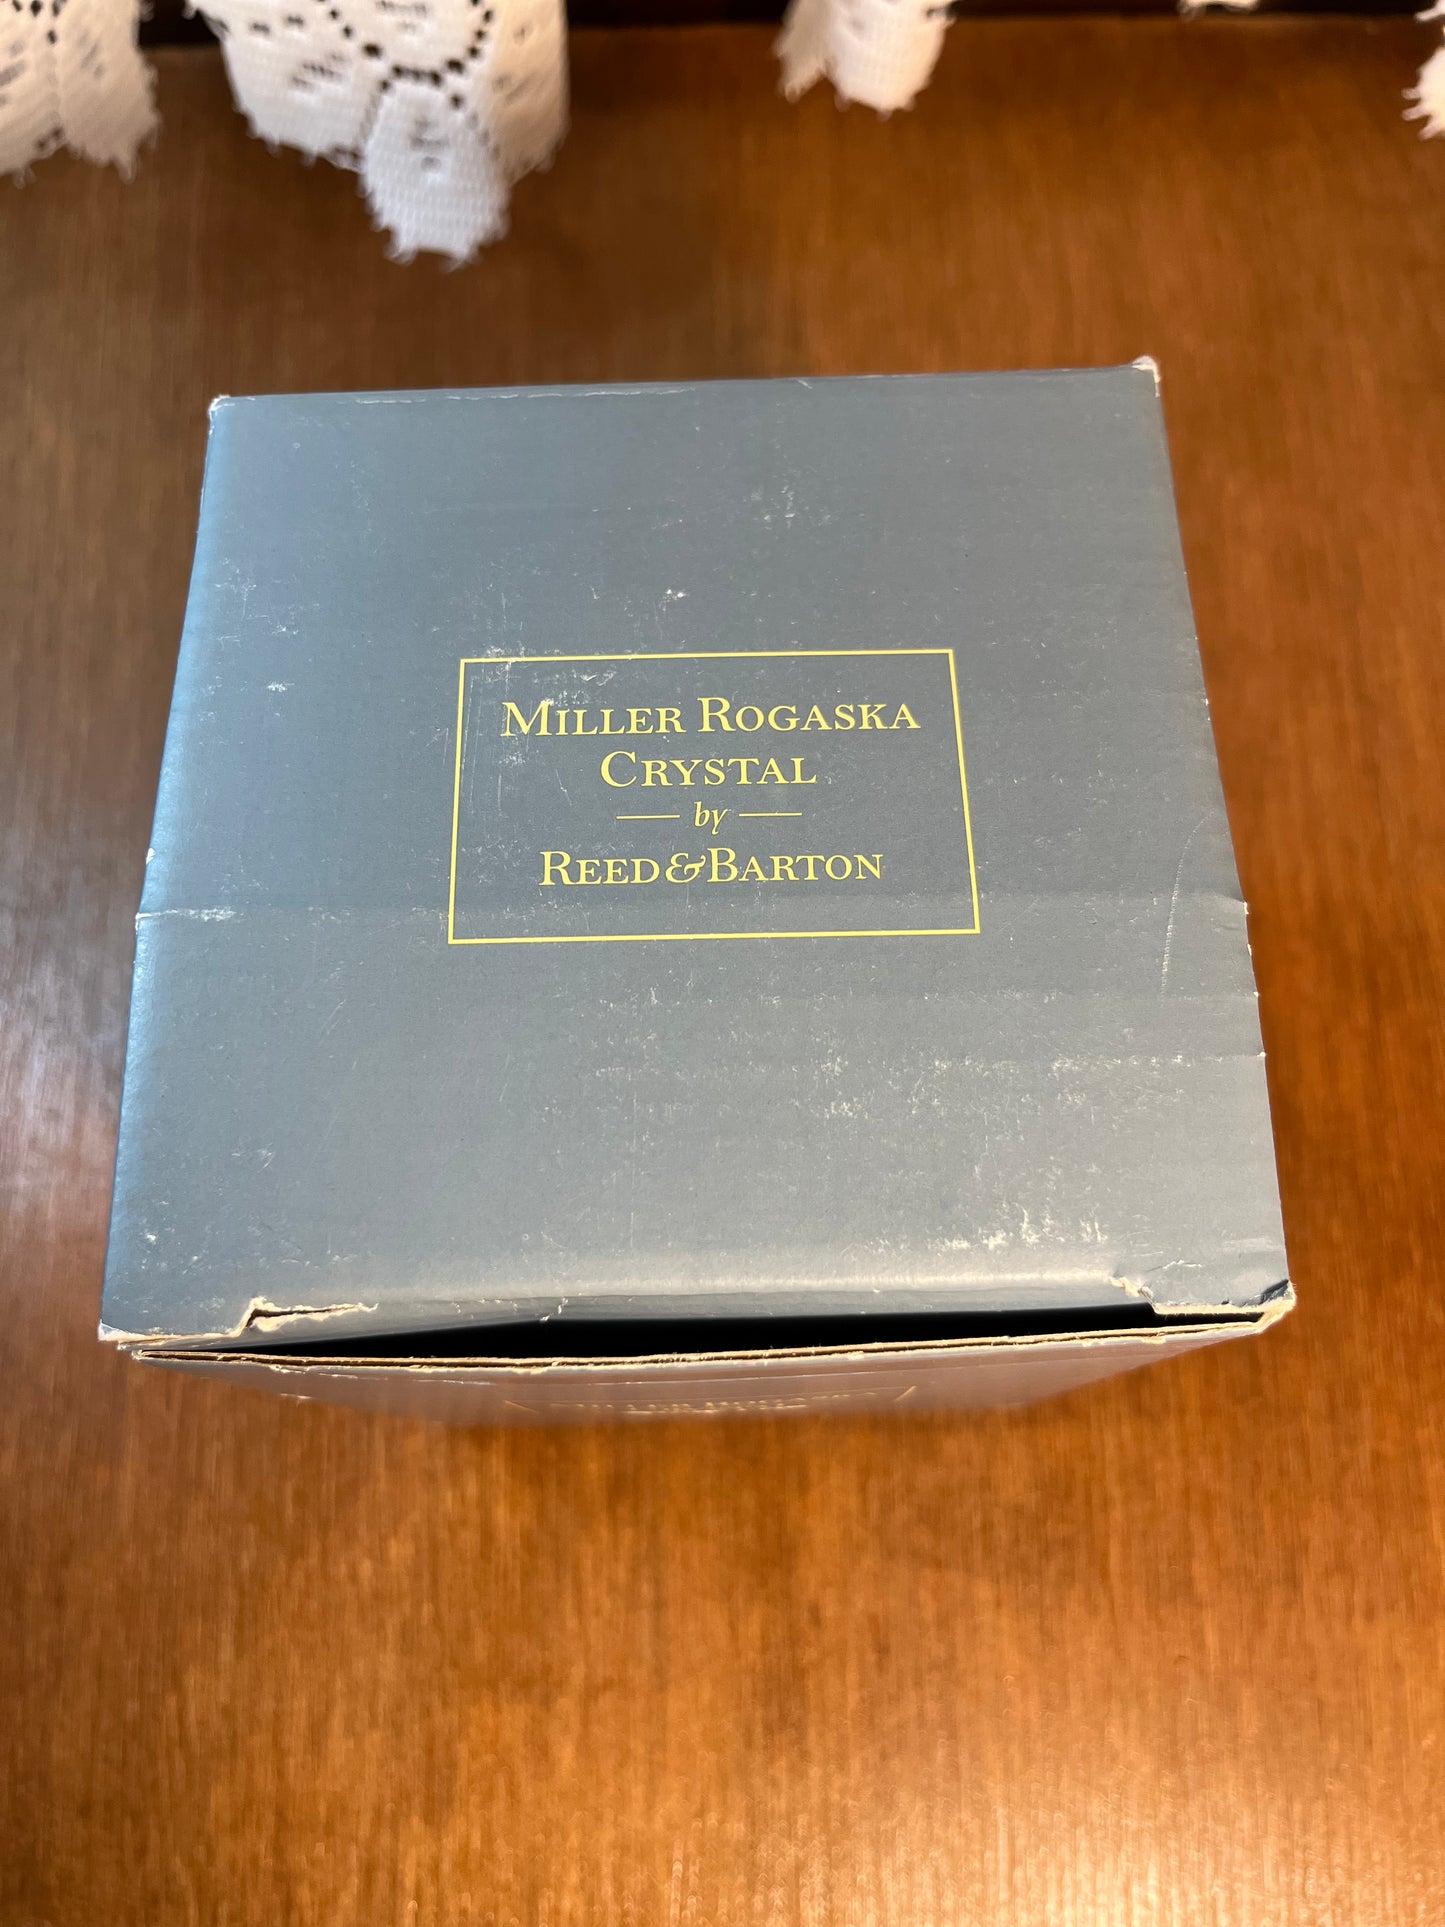 MILLER ROGASKA
CRYSTAL
by
REED & BARTON